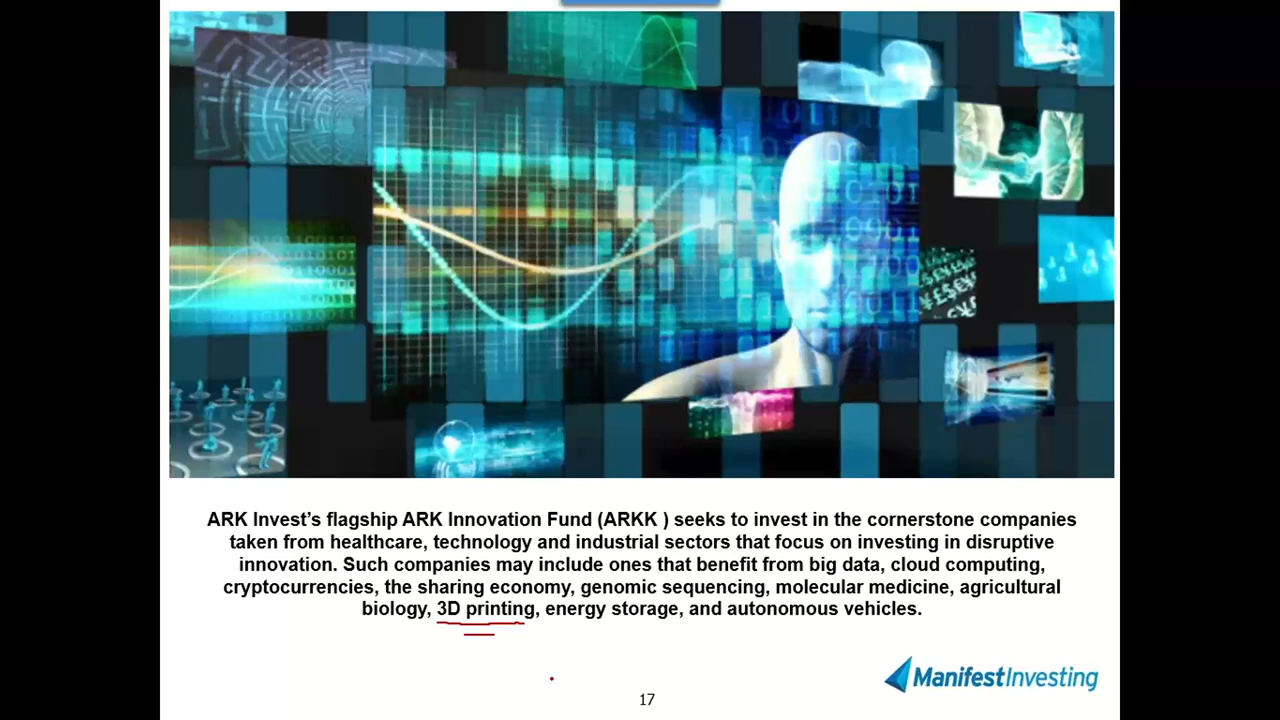 ARK Invest’s flagship ARK Innovation Fund (ARKK ) seeks to invest in the cornerstone companies
taken from healthcare, technology and industrial sectors that focus on investing in disruptive
innovation. Such companies may include ones that benefit from big data, cloud computing,
cryptocurrencies, the sharing economy, genomic sequencing, molecular medicine, agricultural
biology, 3D printing, energy storage, and autonomous vehicles.
ManifestInvesting
17